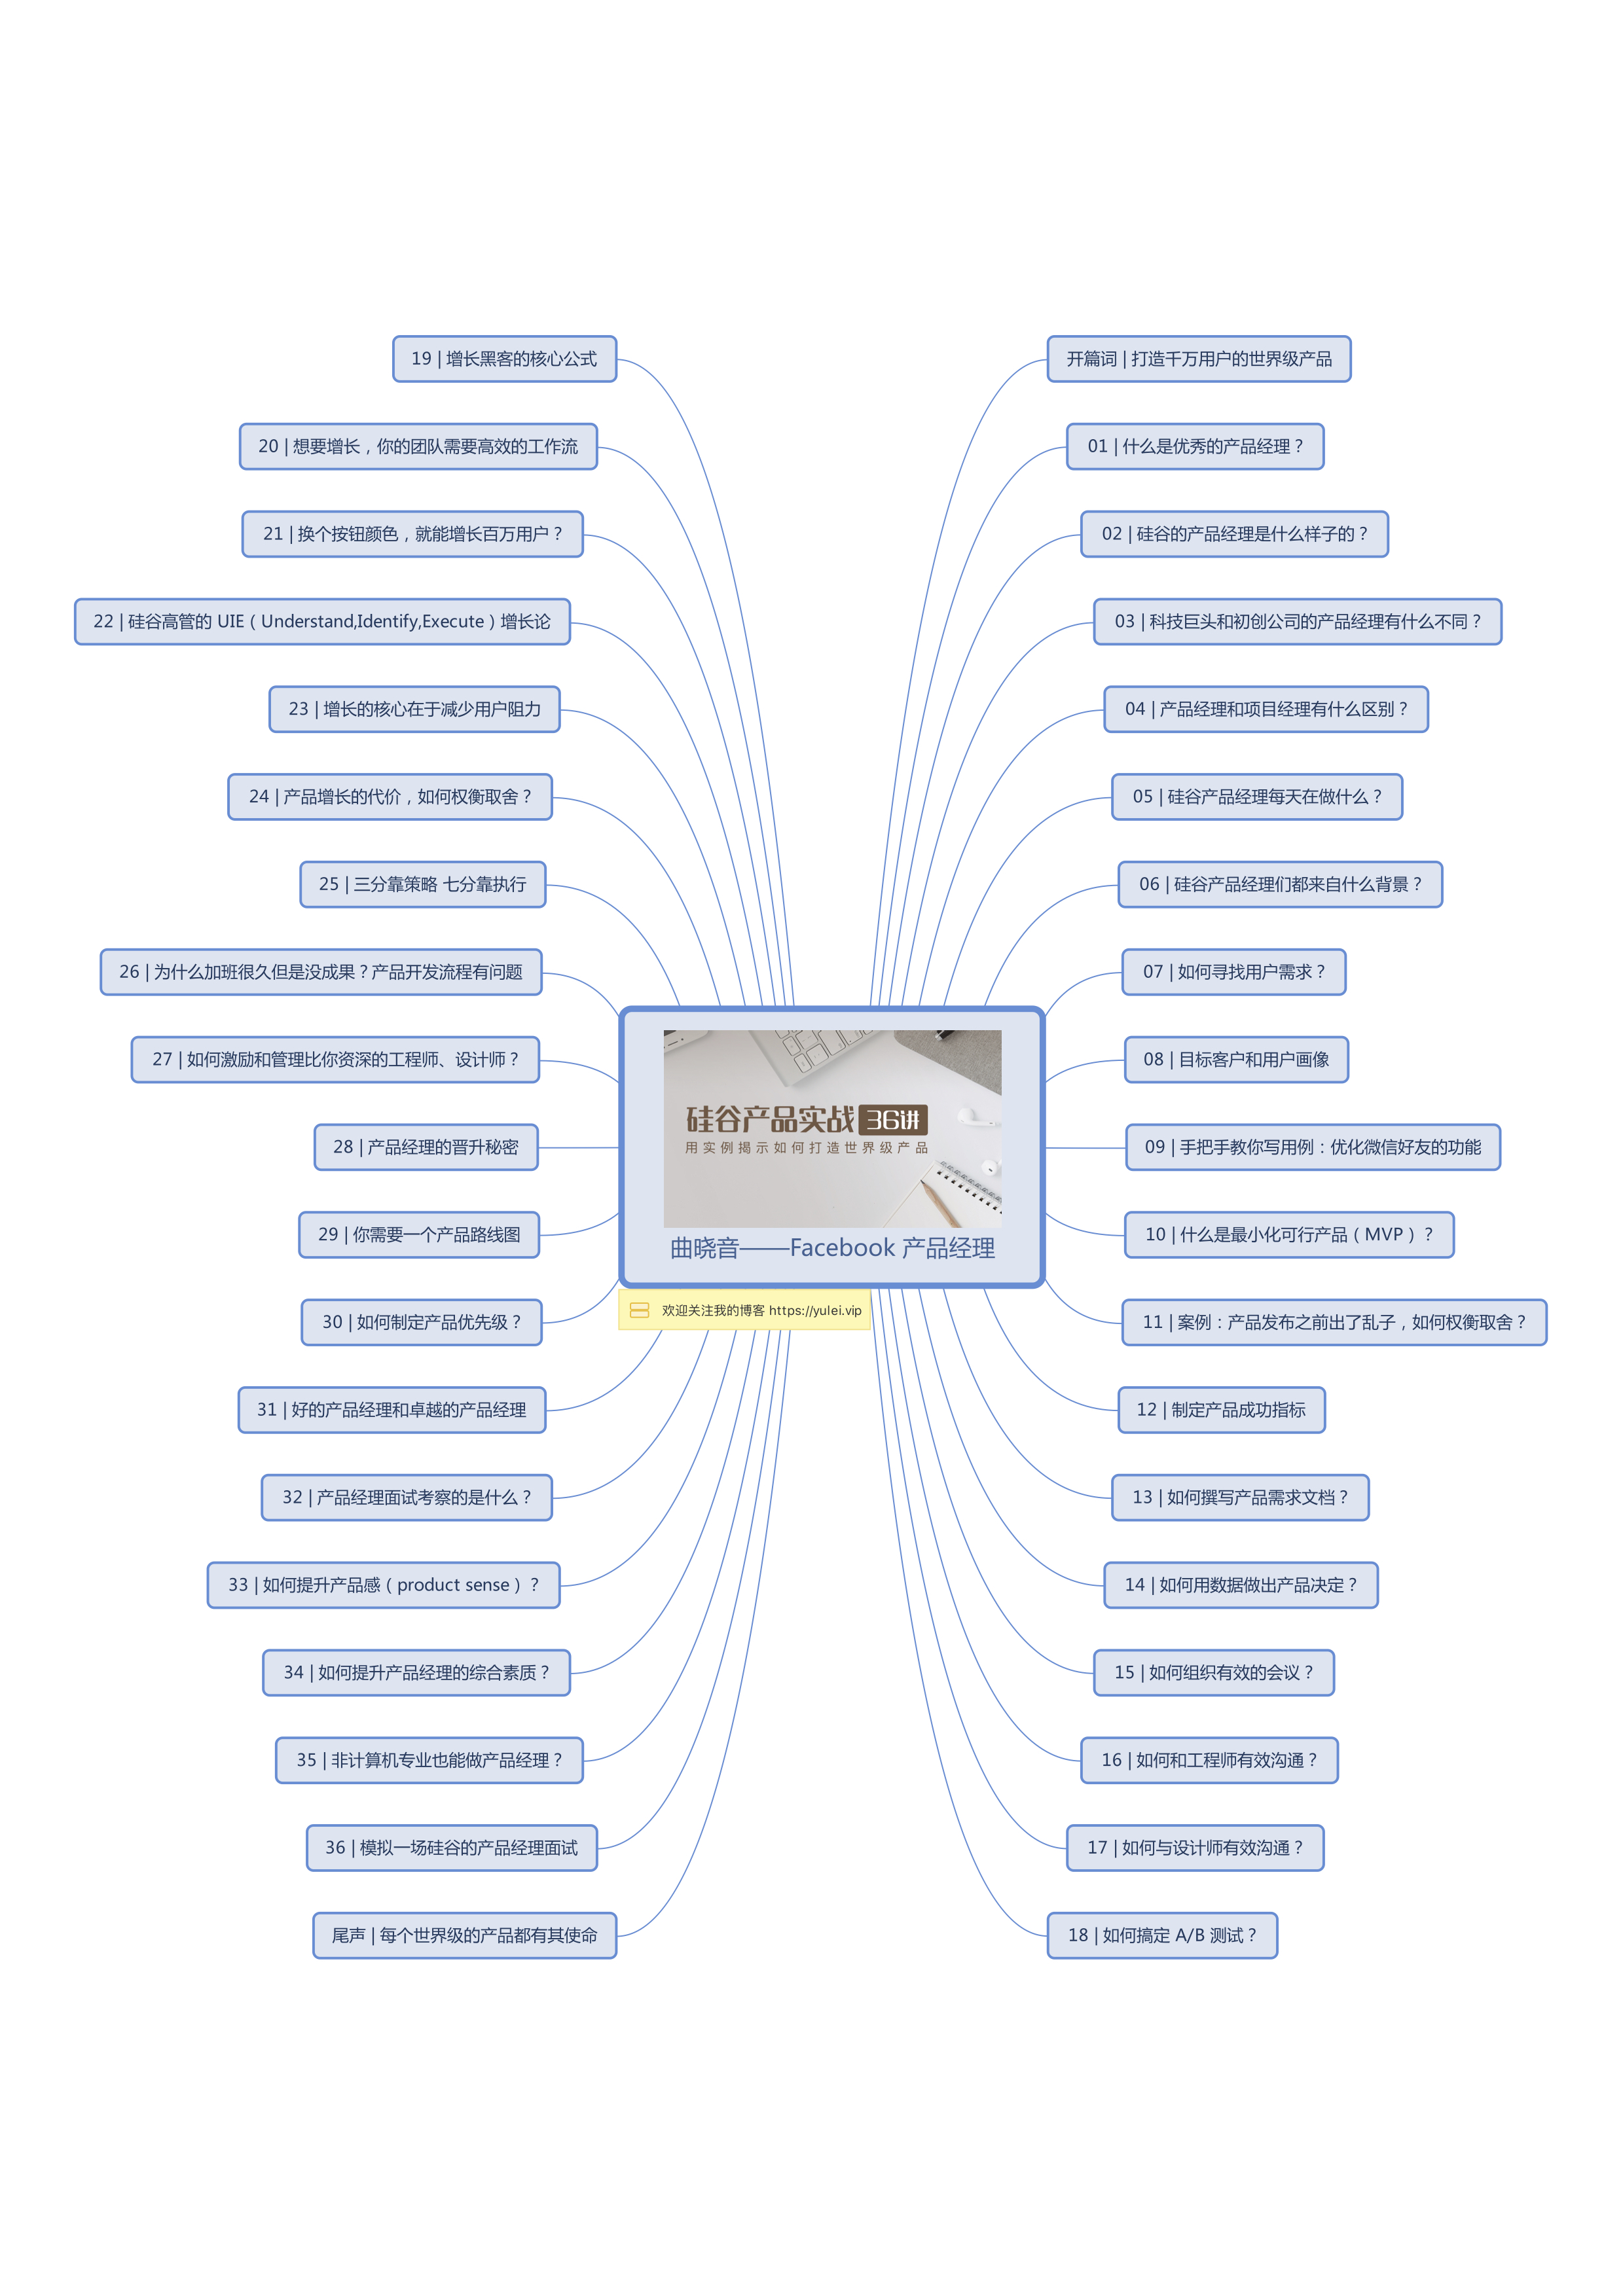 硅谷产品实战 36讲
用实例揭示如何打造世界级产品
曲晓音——Facebook 产品经理
欢迎关注我的博客 https://yulei.vip
开篇词 | 打造千万用户的世界级产品
01 | 什么是优秀的产品经理？
02 | 硅谷的产品经理是什么样子的？
03 | 科技巨头和初创公司的产品经理有什么不同？
04 | 产品经理和项目经理有什么区别？
05 | 硅谷产品经理每天在做什么？
06 | 硅谷产品经理们都来自什么背景？
07 | 如何寻找用户需求？
08 | 目标客户和用户画像
09 | 手把手教你写用例：优化微信好友的功能
10 | 什么是最小化可行产品（MVP）？
11 | 案例：产品发布之前出了乱子，如何权衡取舍？
12 | 制定产品成功指标
13 | 如何撰写产品需求文档？
14 | 如何用数据做出产品决定？
15 | 如何组织有效的会议？
16 | 如何和工程师有效沟通？
17 | 如何与设计师有效沟通？
18 | 如何搞定 A/B 测试？
19 | 增长黑客的核心公式
20 | 想要增长，你的团队需要高效的工作流
21 | 换个按钮颜色，就能增长百万用户？
22 | 硅谷高管的 UIE（Understand,Identify,Execute）增长论
23 | 增长的核心在于减少用户阻力
24 | 产品增长的代价，如何权衡取舍？
25 | 三分靠策略 七分靠执行
26 | 为什么加班很久但是没成果？产品开发流程有问题
27 | 如何激励和管理比你资深的工程师、设计师？
28 | 产品经理的晋升秘密
29 | 你需要一个产品路线图
30 | 如何制定产品优先级？
31 | 好的产品经理和卓越的产品经理
32 | 产品经理面试考察的是什么？
33 | 如何提升产品感（product sense）？
34 | 如何提升产品经理的综合素质？
35 | 非计算机专业也能做产品经理？
36 | 模拟一场硅谷的产品经理面试
尾声 | 每个世界级的产品都有其使命